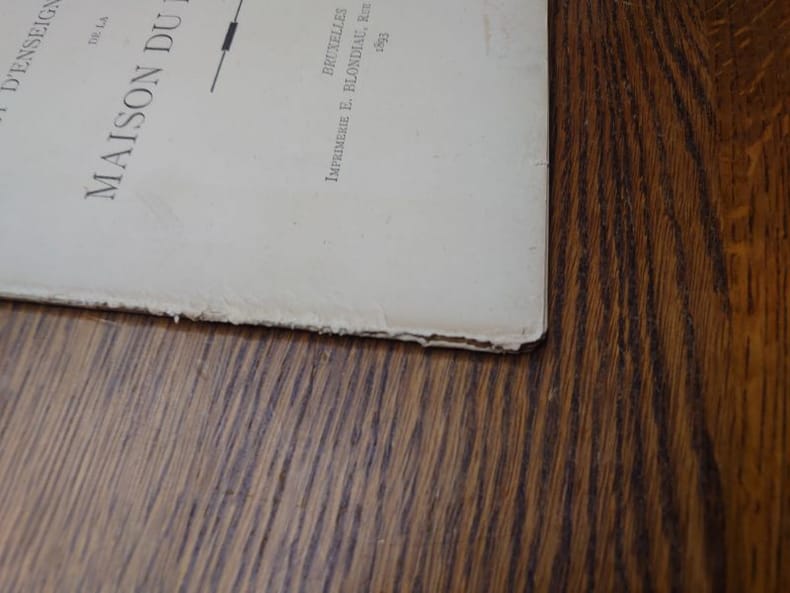 D'ENSEIGN
DE LA
MAISON DU
BRUXELLES
IMPRIMERIE E. BLONDIAU, RUE
1893